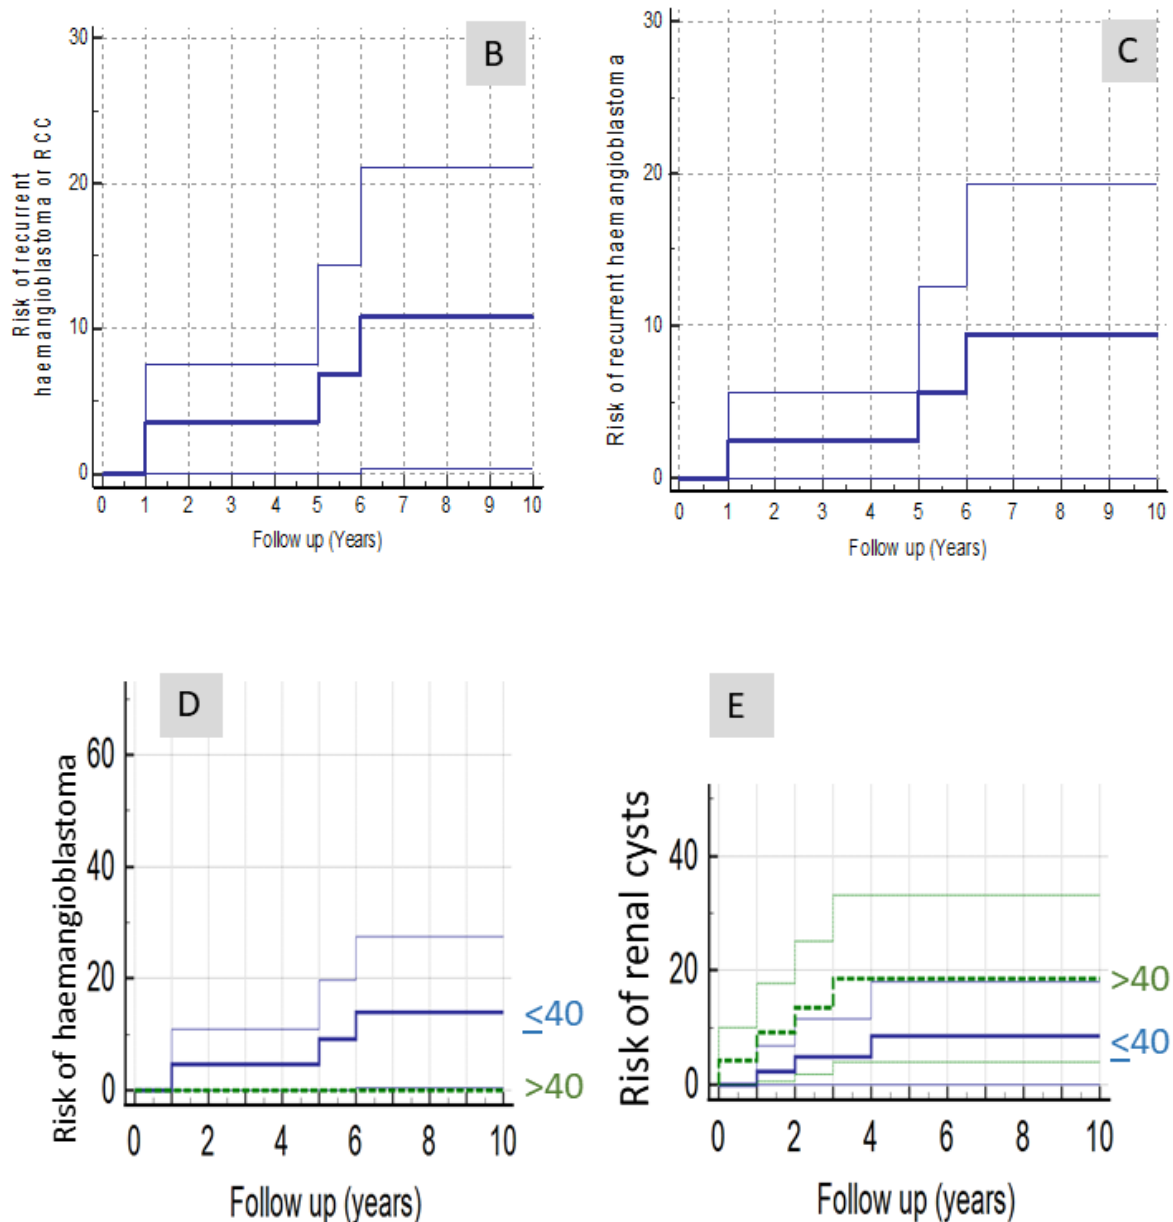 B
Risk of recurrent
haemangioblastoma or RCC
30
20
10
0
0 1 2 3 4 5 6 7 8 9 10
Follow up (Years)
C
Risk of recurrent haemangioblastoma
30
20
10
0
0 1 2 3 4 5 6 7 8 9 10
Follow up (Years)
D
Risk of haemangioblastoma
60
40
20
0
≤40
>40
0 2 4 6 8 10
Follow up (years)
E
Risk of renal cysts
40
20
0
>40
≤40
0 2 4 6 8 10
Follow up (years)